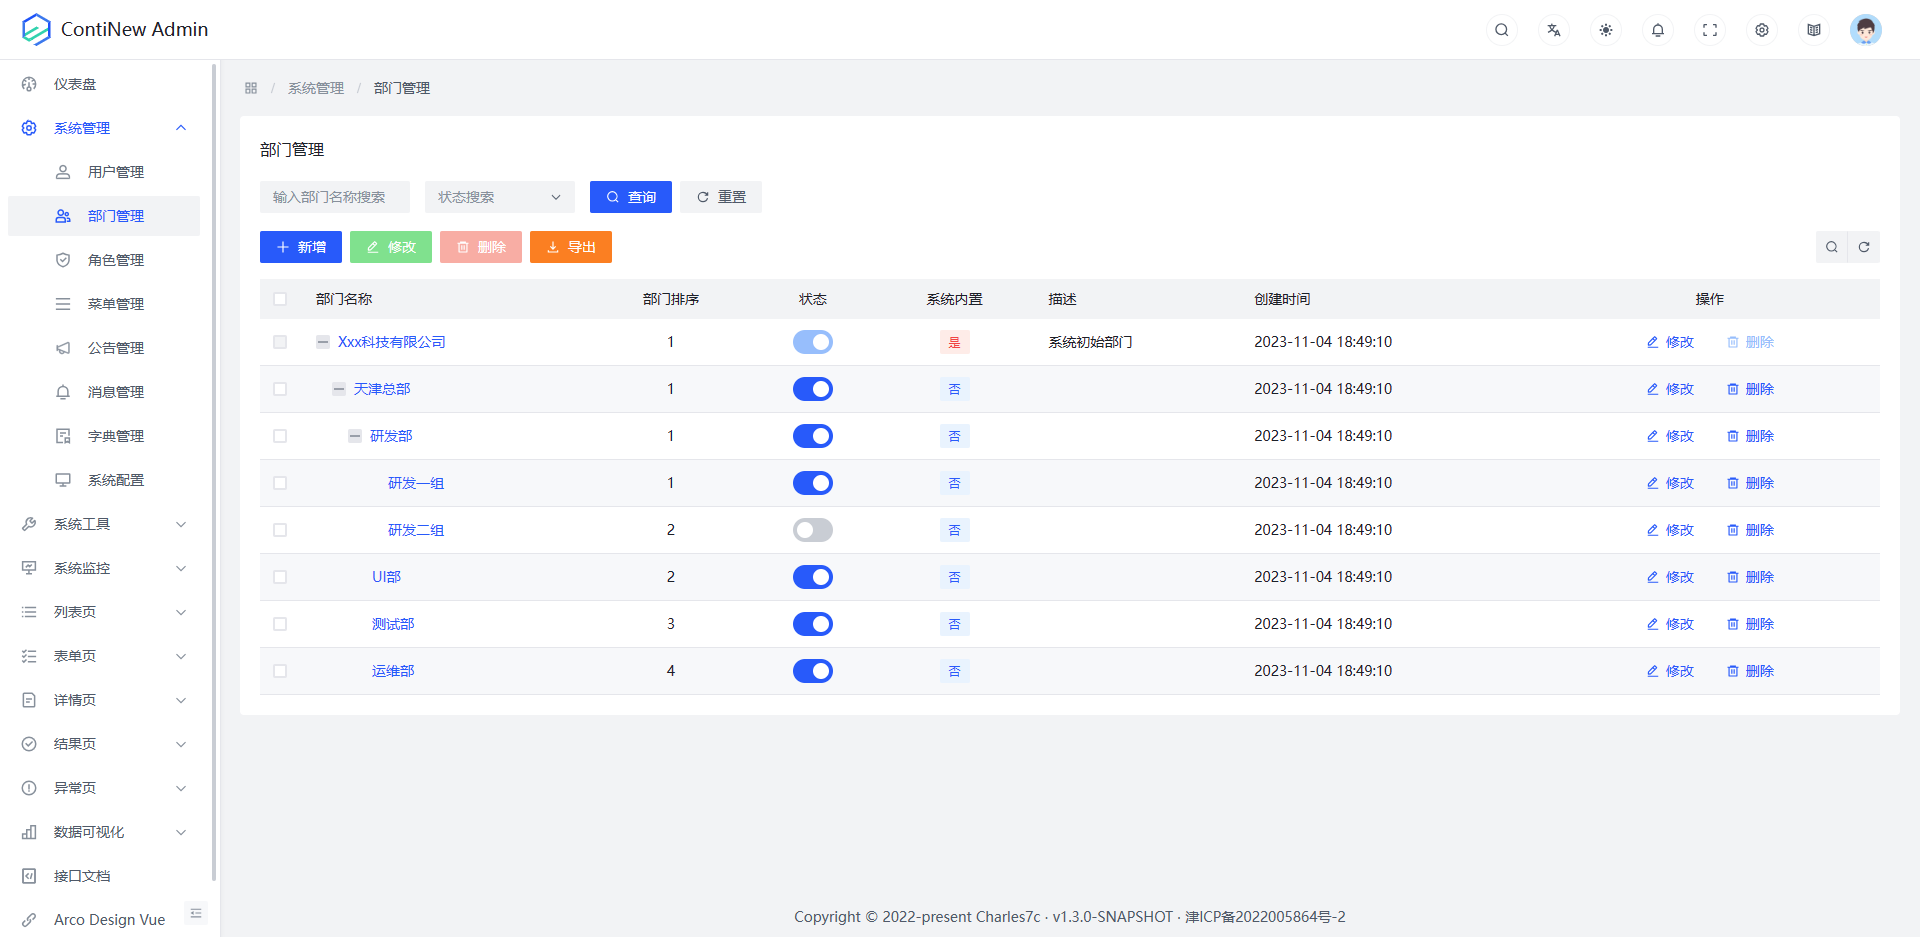 ContiNew Admin
仪表盘
系统管理
用户管理
部门管理
角色管理
菜单管理
公告管理
消息管理
字典管理
系统配置
系统工具
系统监控
列表页
表单页
详情页
结果页
异常页
数据可视化
接口文档
Arco Design Vue
/ 系统管理 / 部门管理
部门管理
输入部门名称搜索 状态搜索 查询 重置
新增 修改 删除 导出
部门名称 部门排序 状态 系统内置 描述 创建时间 操作
Xxx科技有限公司 1 是 系统初始部门 2023-11-04 18:49:10 修改 删除
天津总部 1 否 2023-11-04 18:49:10 修改 删除
研发部 1 否 2023-11-04 18:49:10 修改 删除
研发一组 1 否 2023-11-04 18:49:10 修改 删除
研发二组 2 否 2023-11-04 18:49:10 修改 删除
UI部 2 否 2023-11-04 18:49:10 修改 删除
测试部 3 否 2023-11-04 18:49:10 修改 删除
运维部 4 否 2023-11-04 18:49:10 修改 删除
Copyright © 2022-present Charles7c · v1.3.0-SNAPSHOT · 津ICP备2022005864号-2